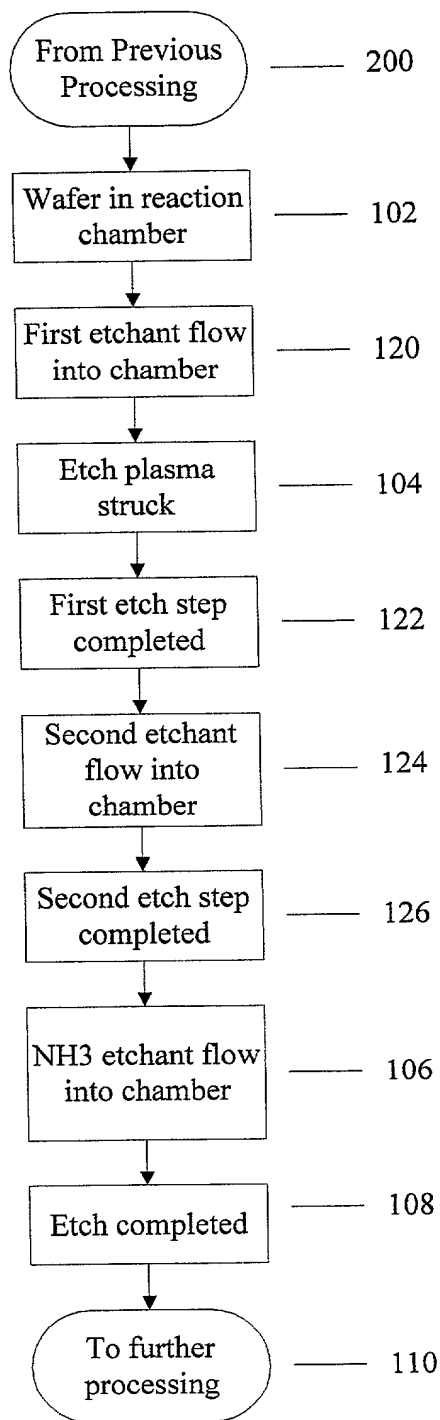 From Previous
Processing
200
Wafer in reaction
chamber
102
First etchant flow
into chamber
120
Etch plasma
struck
104
First etch step
completed
122
Second etchant
flow into
chamber
124
Second etch step
completed
126
NH3 etchant flow
into chamber
106
Etch completed
108
To further
processing
110